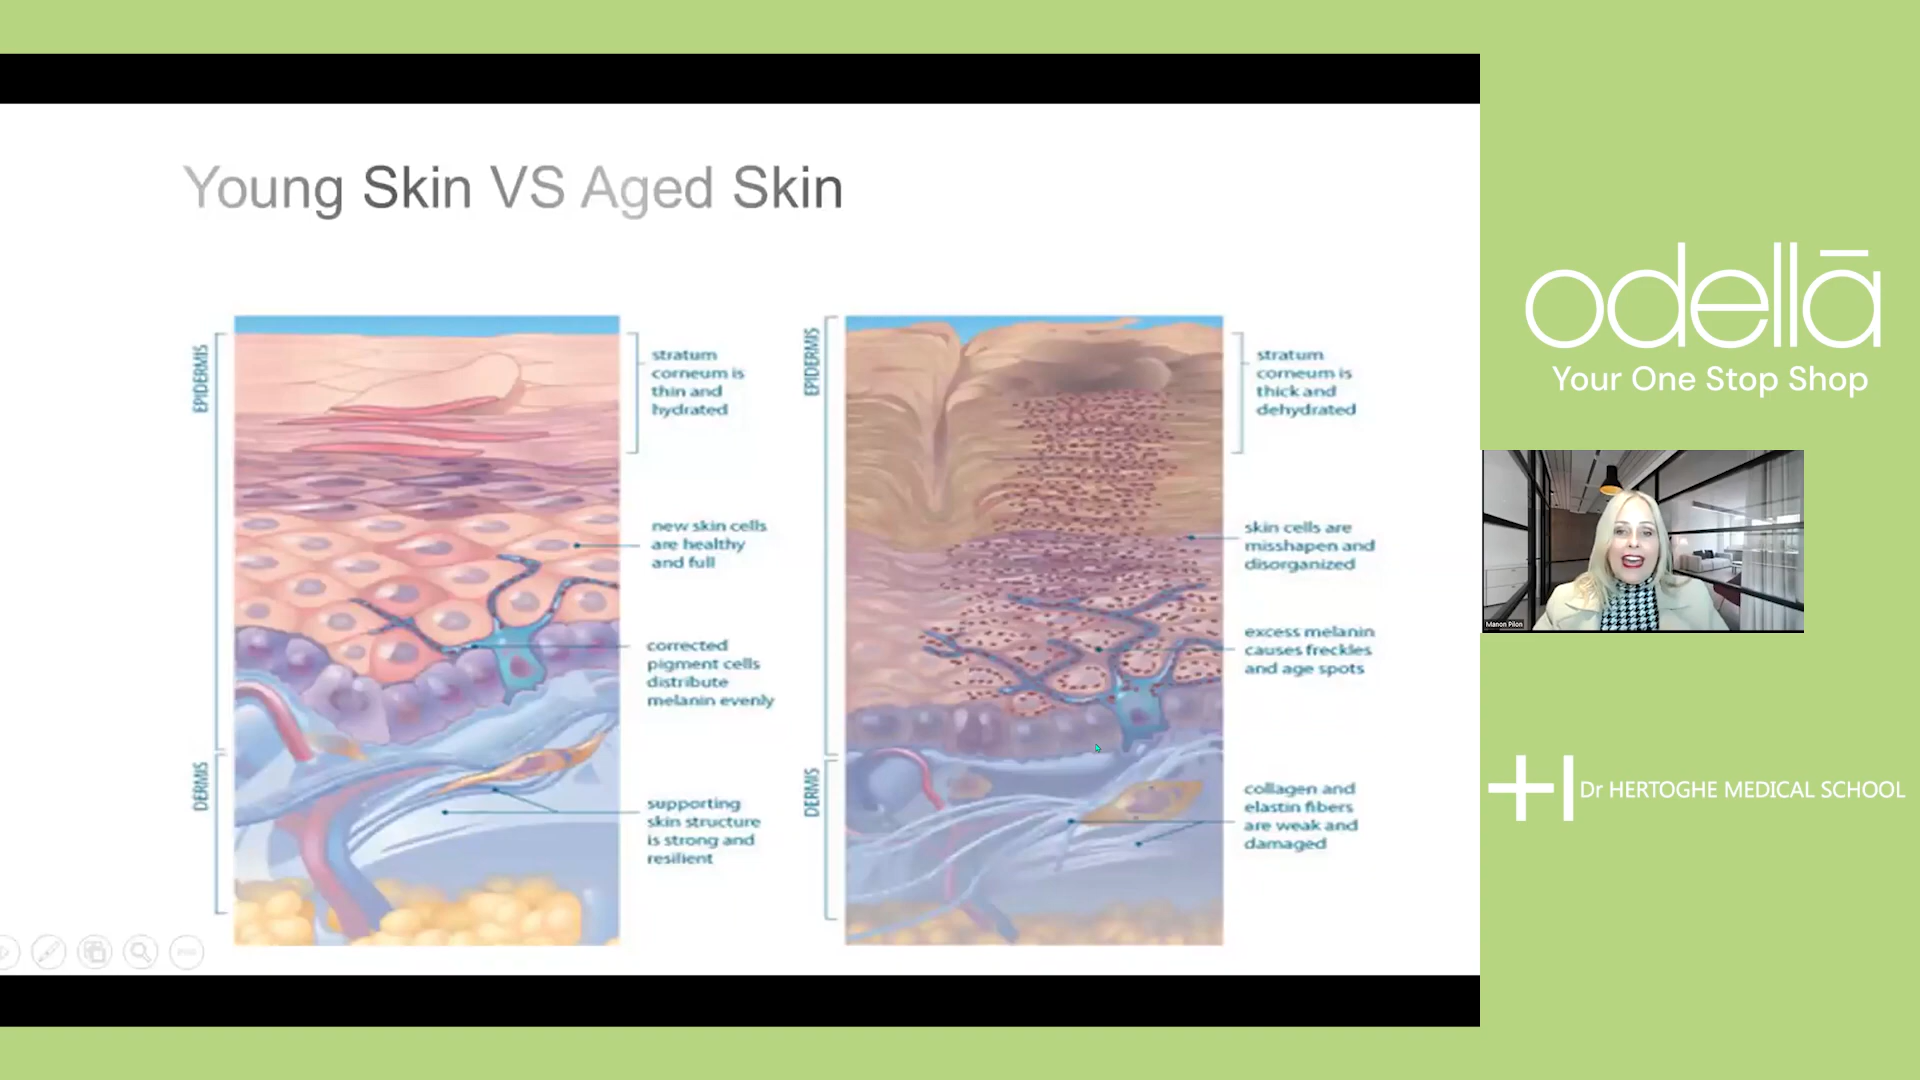 Young Skin VS Aged Skin
EPIDERMIS
stratum
corneum is
thin and
hydrated
new skin cells
are healthy
and full
corrected
pigment cells
distribute
melanin evenly
DERMIS
supporting
skin structure
is strong and
resilient
EPIDERMIS
stratum
corneum is
thick and
dehydrated
skin cells are
misshapen and
disorganized
excess melanin
causes freckles
and age spots
DERMIS
collagen and
elastin fibers
are weak and
damaged
odellā
Your One Stop Shop
Manon Pilon
Dr HERTOGHE MEDICAL SCHOOL